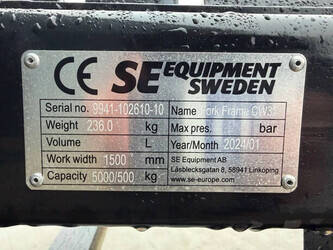 CE SE EQUIPMENT SWEDEN
Serial no. 9941-102610-10 Name Fork Frame GW35
Weight 236.0 kg Max pres. bar
Volume L Year/Month 2024/01
Work width 1500 mm SE Equipment AB
Låsblecksgatan 8, 58941 Linköping
Capacity 5000/500 kg www.se-europe.com